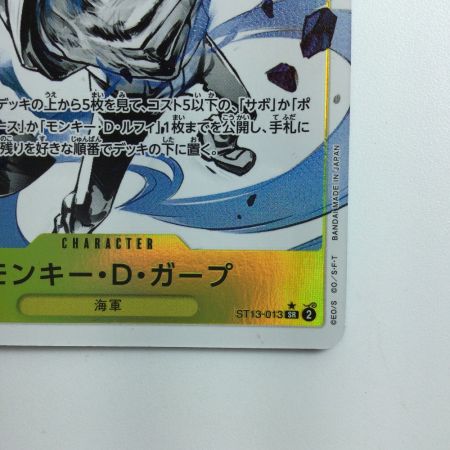 デッキの上から5枚を見て、コスト5以下の、「サボ」か「ポ
ース」か「モンキー・D・ルフィ」1枚までを公開し、手札に
残りを好きな順番でデッキの下に置く。
CHARACTER
モンキー・D・ガープ
海軍
ST13-013 ★ SR 2
©E.O/S ©O/S·F·T BANDAI MADE IN JAPAN